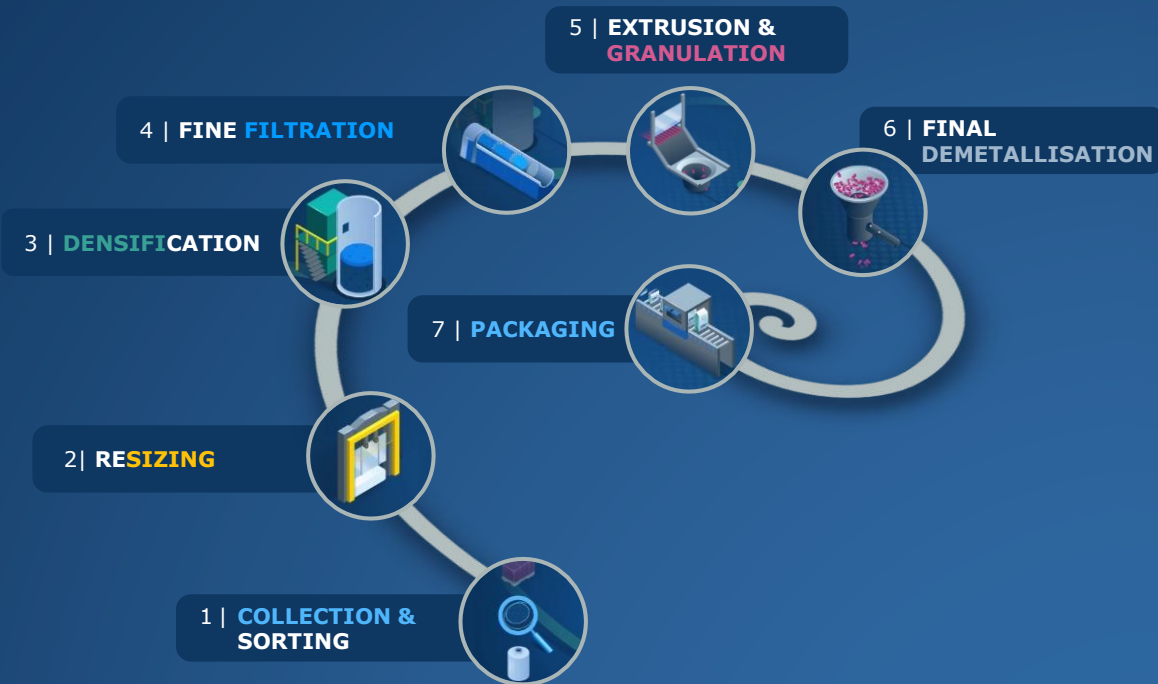 5 | EXTRUSION &
GRANULATION
4 | FINE FILTRATION
6 | FINAL
DEMETALLISATION
3 | DENSIFICATION
7 | PACKAGING
2| RESIZING
1 | COLLECTION &
SORTING